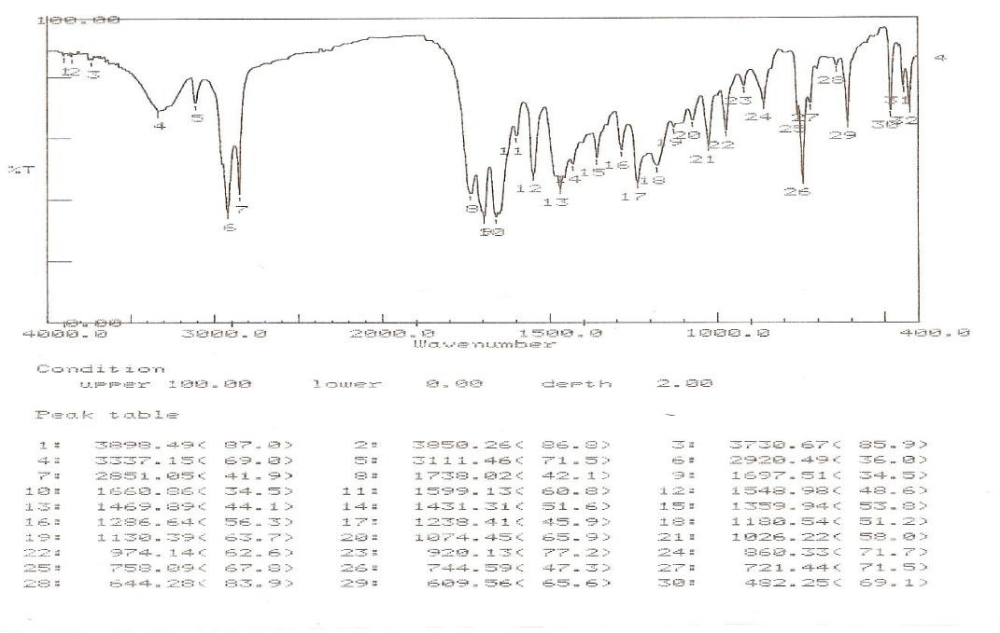 100.00
4
1 2 3
4
5
6
7
8
9 10
11
12
13
14
15
16
17
18
19
20
21
22
23
24
25
26
27
28
29
30
31
32
%T
0.00
4000.0 3000.0 2000.0 1500.0 1000.0 400.0
Wavenumber
Condition
upper 100.00 lower 0.00 depth 2.00
Peak table
1: 3898.49( 87.0) 2: 3850.26( 86.8) 3: 3730.67( 85.9)
4: 3337.15( 69.0) 5: 3111.46( 71.5) 6: 2920.49( 36.0)
7: 2851.05( 41.9) 8: 1738.02( 42.1) 9: 1697.51( 34.5)
10: 1660.86( 34.5) 11: 1599.13( 60.8) 12: 1548.98( 48.6)
13: 1469.89( 44.1) 14: 1431.31( 51.6) 15: 1359.94( 53.8)
16: 1286.64( 56.3) 17: 1238.41( 45.9) 18: 1180.54( 51.2)
19: 1130.39( 63.7) 20: 1074.45( 65.9) 21: 1026.22( 58.0)
22: 974.14( 62.6) 23: 920.13( 77.2) 24: 860.33( 71.7)
25: 758.09( 67.8) 26: 744.59( 47.3) 27: 721.44( 71.5)
28: 644.28( 83.9) 29: 609.56( 65.6) 30: 482.25( 69.1)